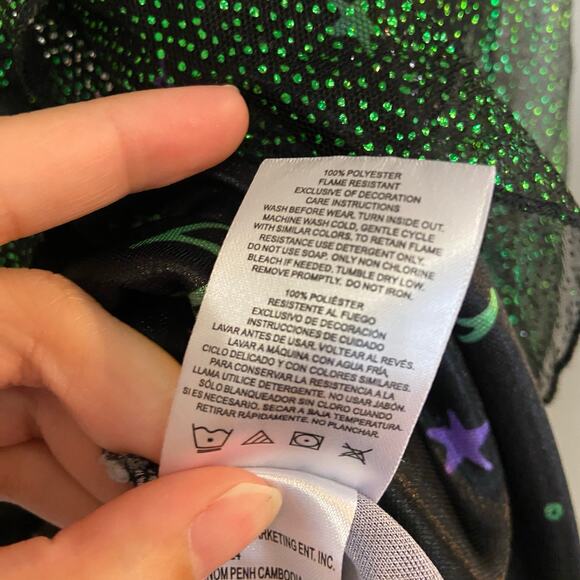 100% POLYESTER
FLAME RESISTANT
EXCLUSIVE OF DECORATION
CARE INSTRUCTIONS
WASH BEFORE WEAR. TURN INSIDE OUT.
MACHINE WASH COLD, GENTLE CYCLE
WITH SIMILAR COLORS. TO RETAIN FLAME
RESISTANCE USE DETERGENT ONLY.
DO NOT USE SOAP. ONLY NON CHLORINE
BLEACH IF NEEDED, TUMBLE DRY LOW.
REMOVE PROMPTLY. DO NOT IRON.
100% POLIÉSTER
RESISTENTE AL FUEGO
EXCLUSIVO DE DECORACIÓN
INSTRUCCIONES DE CUIDADO
LAVAR ANTES DE USAR. VOLTEAR AL REVÉS.
LAVAR A MÁQUINA CON AGUA FRÍA,
CICLO DELICADO Y CON COLORES SIMILARES.
PARA CONSERVAR LA RESISTENCIA A LA
LLAMA UTILICE DETERGENTE. NO USAR JABÓN.
SÓLO BLANQUEADOR SIN CLORO CUANDO
SI ES NECESARIO. SECAR A BAJA TEMPERATURA.
RETIRAR RÁPIDAMENTE. NO PLANCHAR.
ARKETING ENT. INC.
NOM PENH CAMBODI